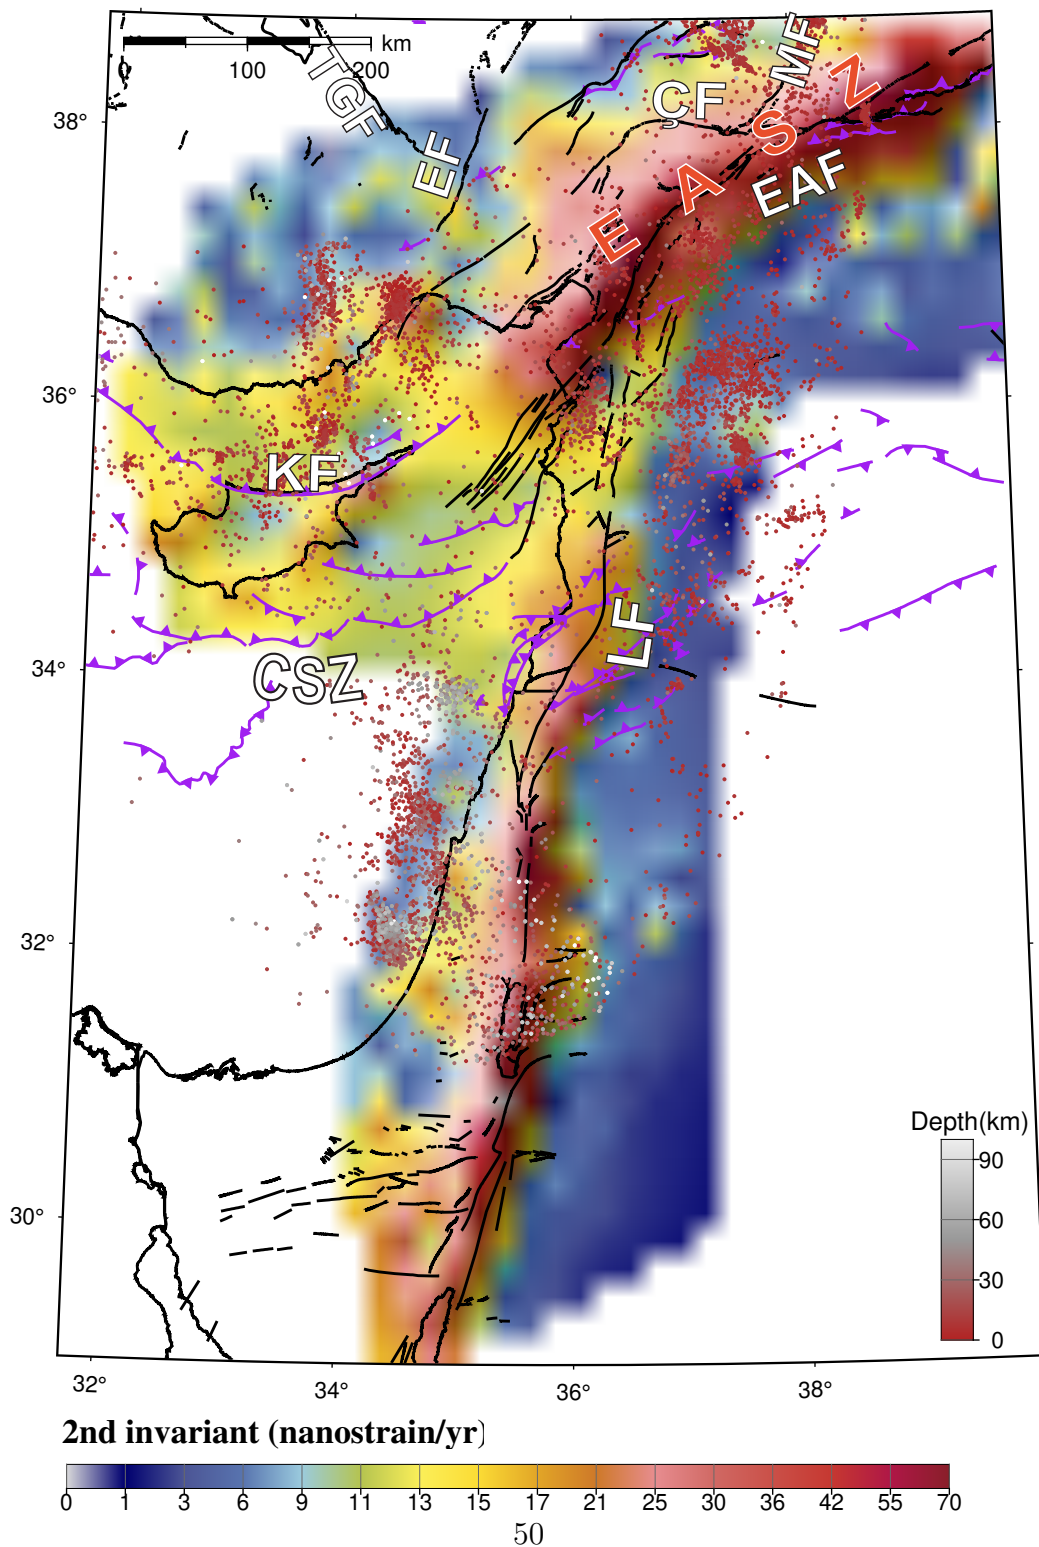 km
0 100 200
TGF
EF
ÇF
MF
E A S Z
EAF
KF
CSZ
LF
38°
36°
34°
32°
30°
32° 34° 36° 38°
Depth(km)
90
60
30
0
2nd invariant (nanostrain/yr)
0 1 3 6 9 11 13 15 17 21 25 30 36 42 55 70
50